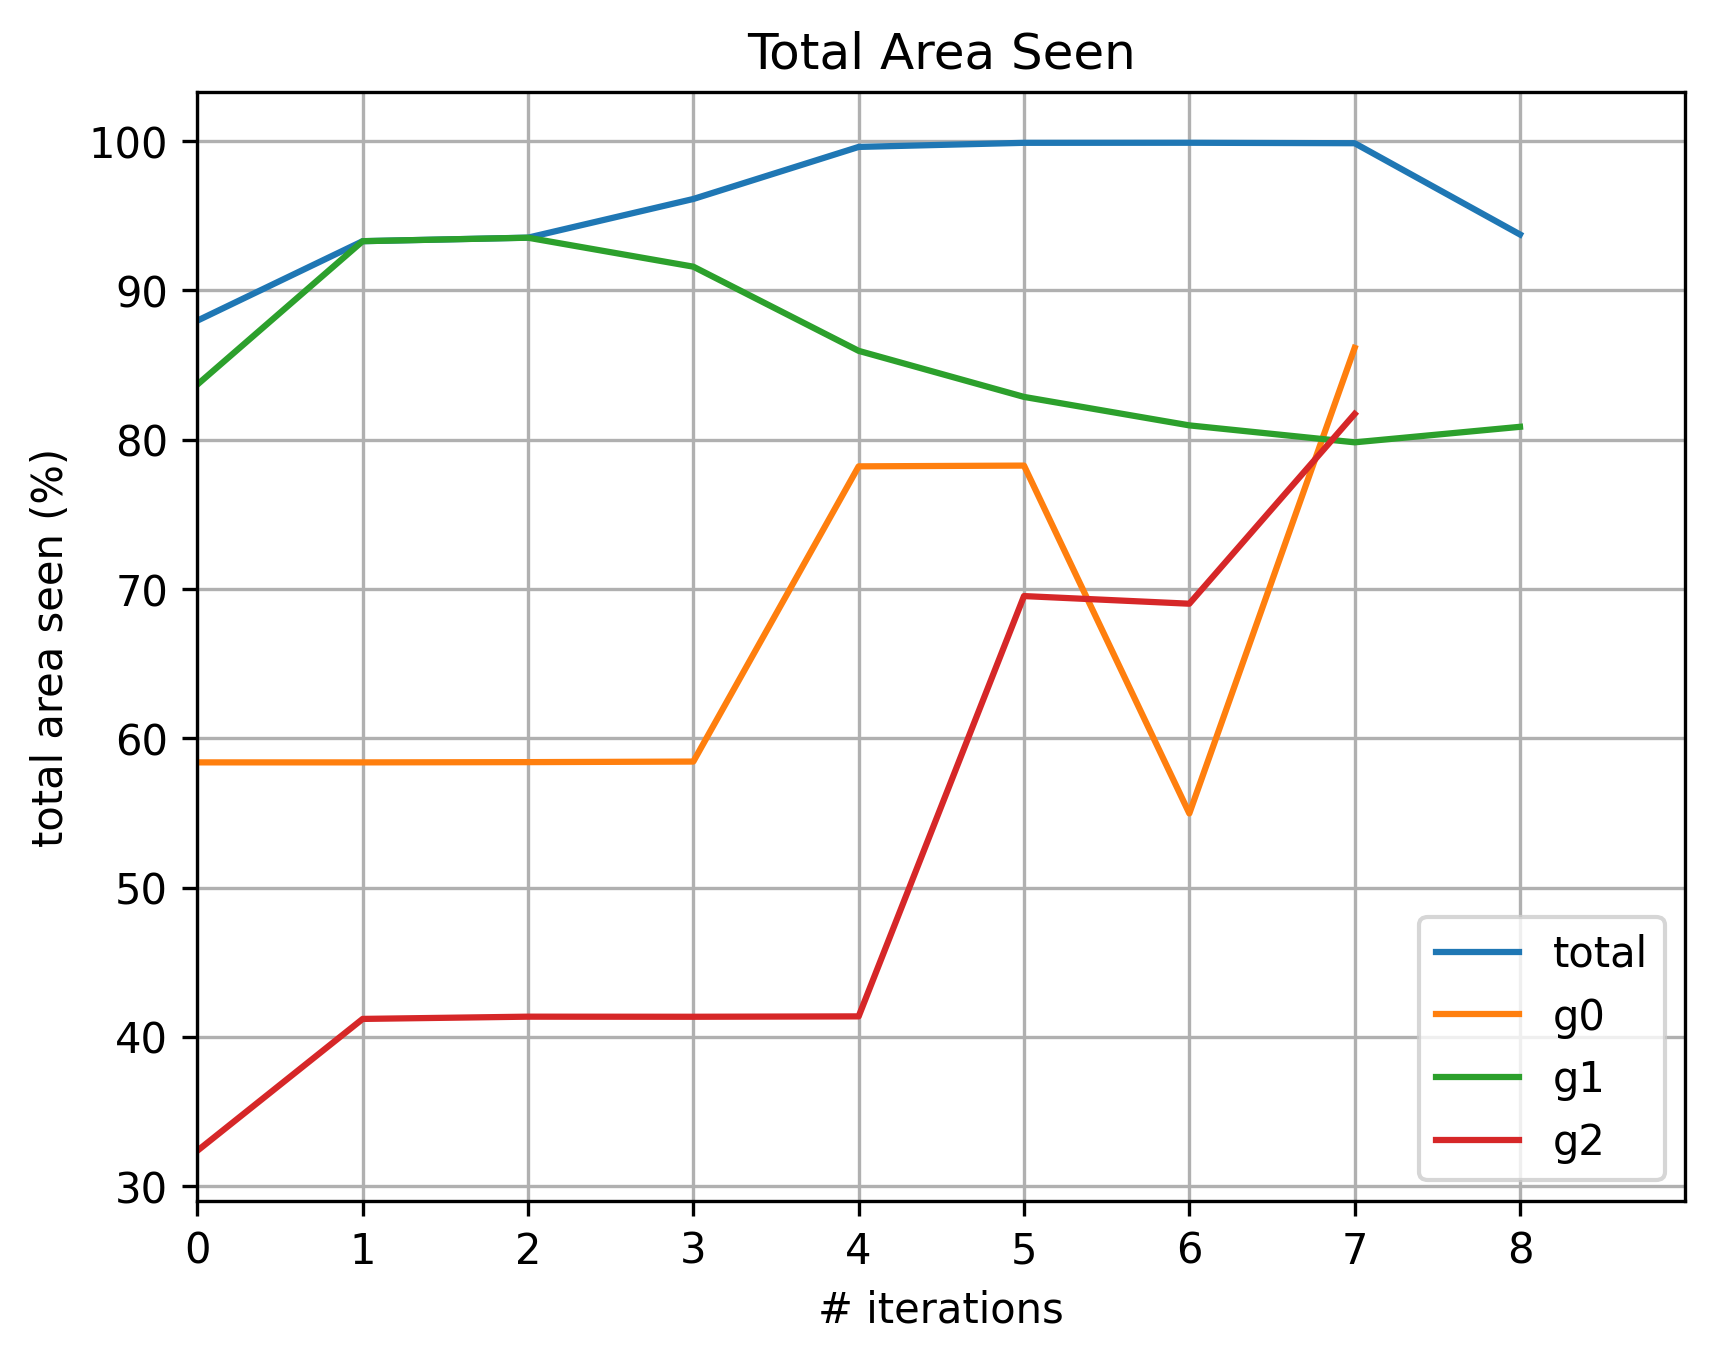 Total Area Seen
total area seen (%)
100
90
80
70
60
50
40
30
0 1 2 3 4 5 6 7 8
# iterations
total
g0
g1
g2